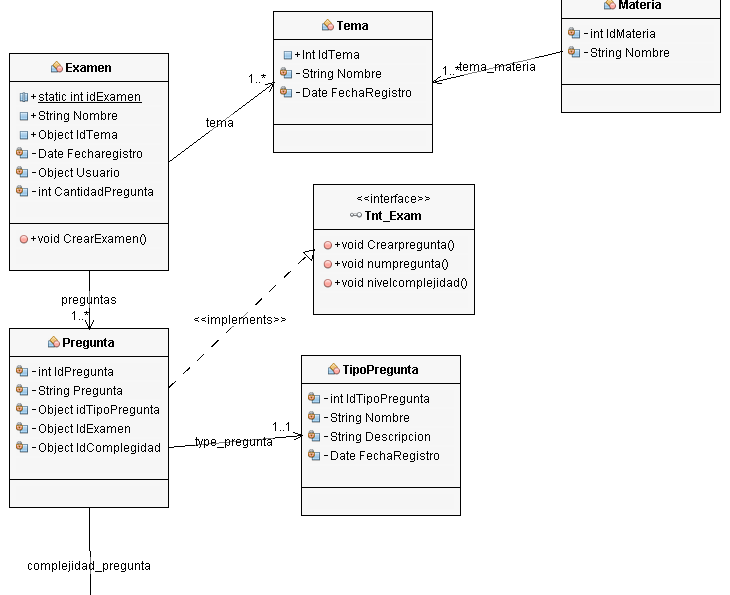 Materia
-int IdMateria
-String Nombre
Tema
+Int IdTema
-String Nombre
-Date FechaRegistro
1..*
tema_materia
1..*
tema
Examen
+static int idExamen
+String Nombre
+Object IdTema
-Date Fecharegistro
-Object Usuario
-int CantidadPregunta
+void CrearExamen()
<<interface>>
Tnt_Exam
+void Crearpregunta()
+void numpregunta()
+void nivelcomplejidad()
preguntas
1..*
<<implements>>
Pregunta
-int IdPregunta
-String Pregunta
-Object idTipoPregunta
-Object IdExamen
-Object IdComplegidad
type_pregunta
1..1
TipoPregunta
-int IdTipoPregunta
-String Nombre
-String Descripcion
-Date FechaRegistro
complejidad_pregunta